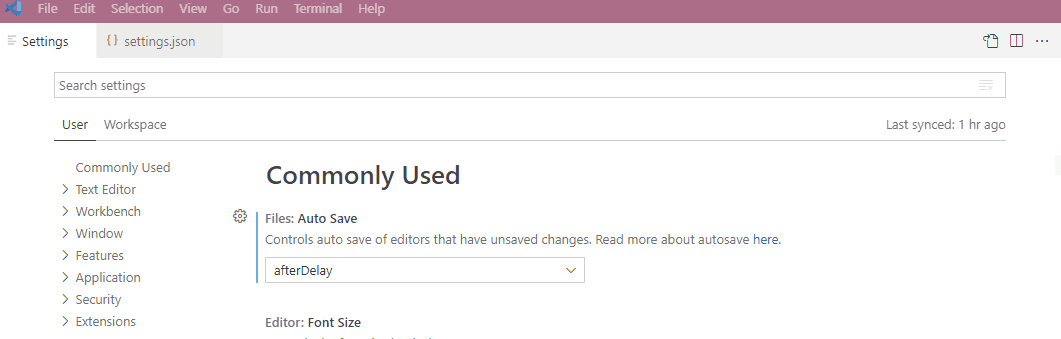 File Edit Selection View Go Run Terminal Help
Settings {} settings.json
Search settings
User Workspace Last synced: 1 hr ago
Commonly Used
Text Editor
Workbench
Window
Features
Application
Security
Extensions
Commonly Used
Files: Auto Save
Controls auto save of editors that have unsaved changes. Read more about autosave here.
afterDelay
Editor: Font Size